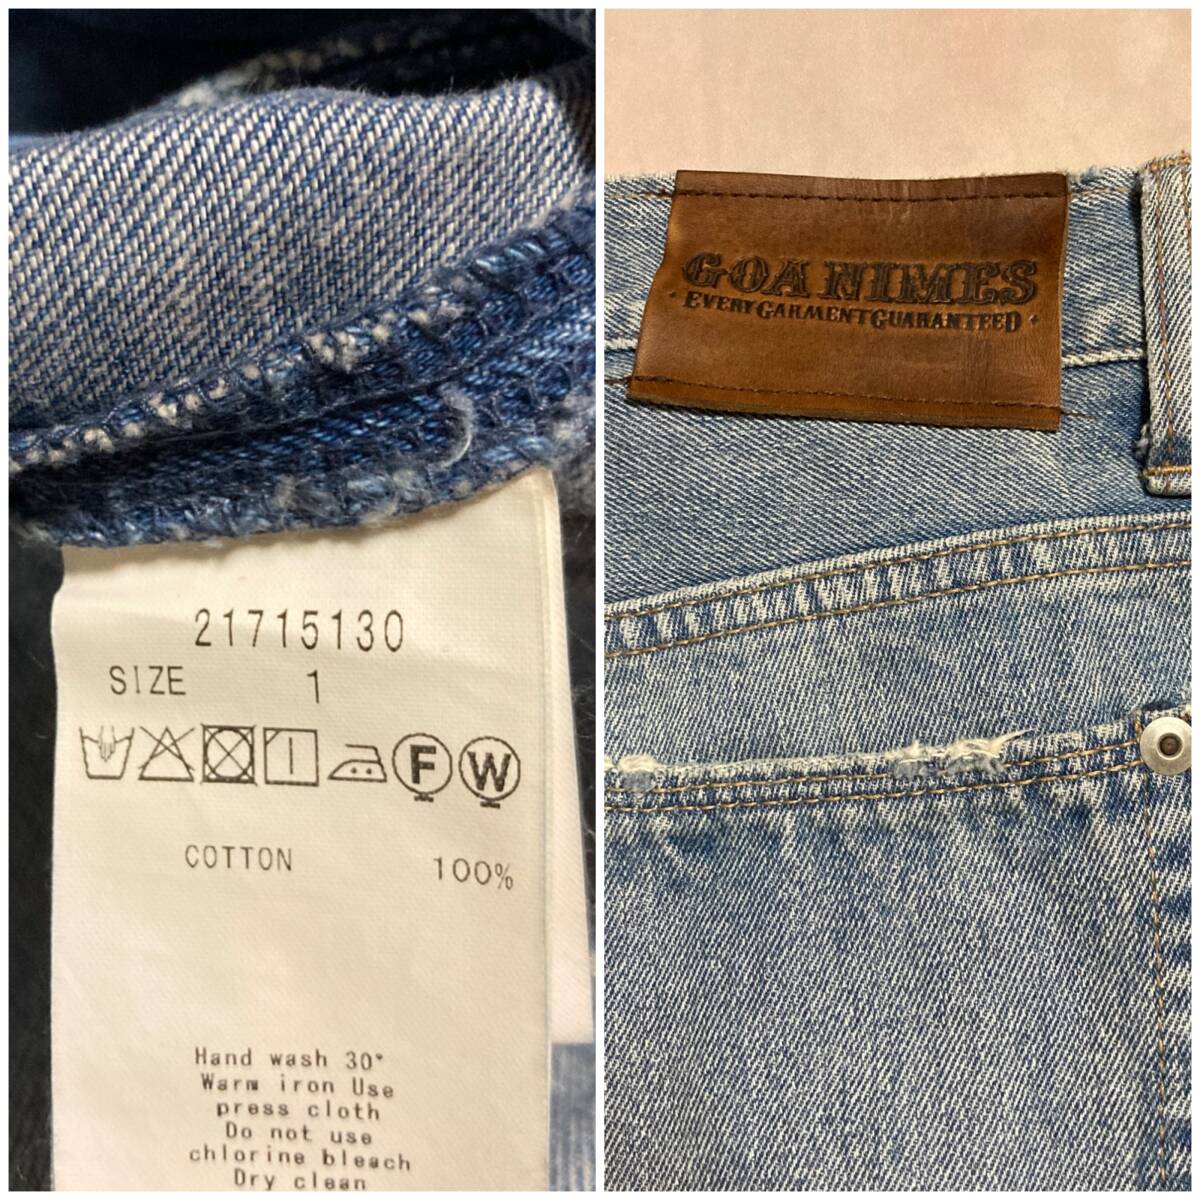 21715130
SIZE 1
F W
COTTON 100%
Hand wash 30°
Warm iron Use
press cloth
Do not use
chlorine bleach
Dry clean
GOA NIMES
· EVERY GARMENT GUARANTEED ·